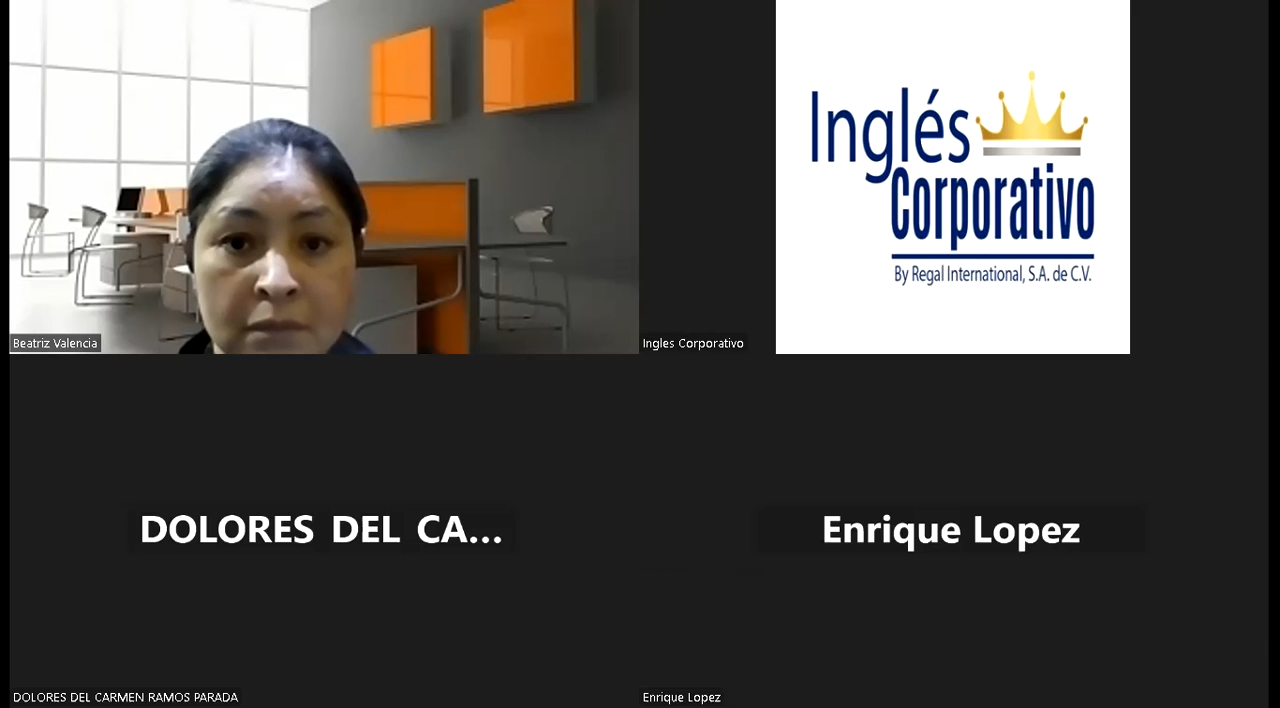 Beatriz Valencia
Inglés
Corporativo
By Regal International, S.A. de C.V.
Ingles Corporativo
DOLORES DEL CA...
DOLORES DEL CARMEN RAMOS PARADA
Enrique Lopez
Enrique Lopez